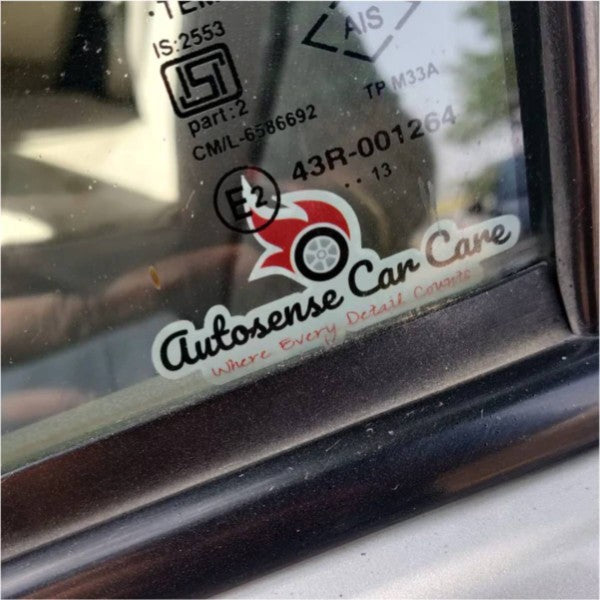 IS:2553
ISI
part:2
CM/L-6586692
AIS
TP M33A
E2
43R-001264
.. 13
Autosense Car Care
Where Every Detail Counts